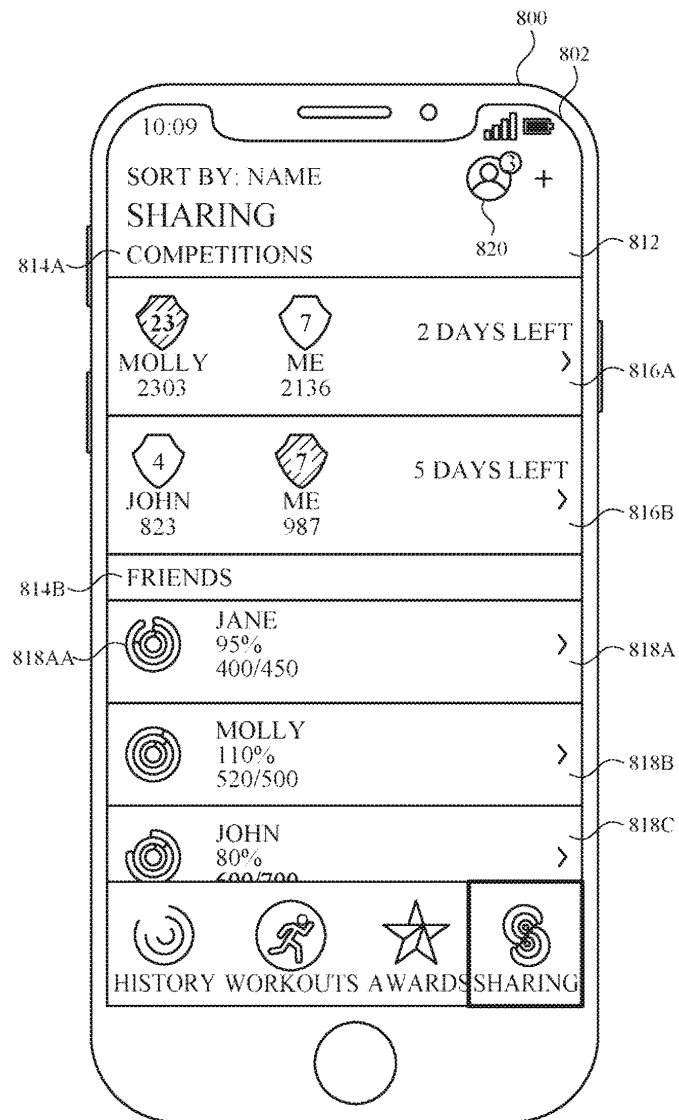 800
802
10:09
SORT BY: NAME
3
+
SHARING
820
812
814A
COMPETITIONS
23
7
2 DAYS LEFT
MOLLY
ME
2303
2136
816A
4
7
5 DAYS LEFT
JOHN
ME
823
987
816B
814B
FRIENDS
JANE
95%
400/450
818AA
818A
MOLLY
110%
520/500
818B
JOHN
80%
818C
HISTORY WORKOUTS AWARDS SHARING